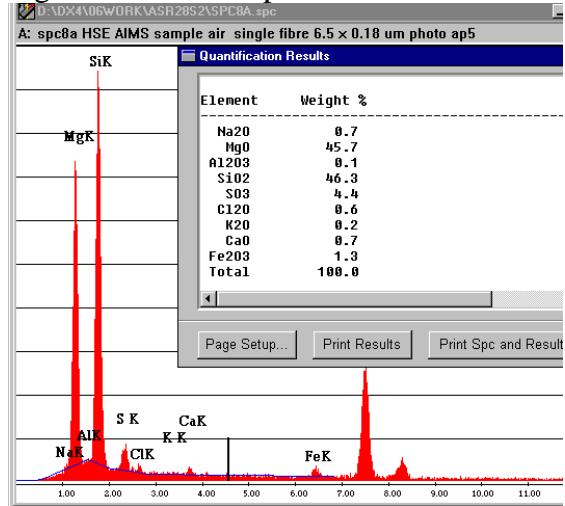 D:\DX4\06WORK\ASR28S2\SPC8A.spc
A: spc8a HSE AIMS sample air single fibre 6.5 × 0.18 um photo ap5
Quantification Results
Element Weight %
Na2O 0.7
MgO 45.7
Al2O3 0.1
SiO2 46.3
SO3 4.4
Cl2O 0.6
K2O 0.2
CaO 0.7
Fe2O3 1.3
Total 100.0
Page Setup... Print Results Print Spc and Result
SiK
MgK
S K
CaK
AlK
K K
NaK
ClK
FeK
1.00 2.00 3.00 4.00 5.00 6.00 7.00 8.00 9.00 10.00 11.00